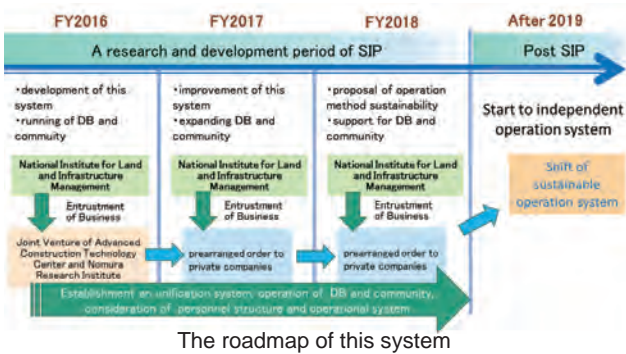 FY2016
FY2017
FY2018
After 2019
A research and development period of SIP
Post SIP
・development of this
system
・running of DB and
commuity
・improvement of this
system
・expanding DB and
community
・proposal of operation
method sustainability
・support for DB and
community
Start to independent
operation system
National Institute for Land
and Infrastructure
Management
National Institute for Land
and Infrastructure
Management
National Institute for Land
and Infrastructure
Management
Shift of
sustainable
operation system
Entrustment
of Business
Entrustment
of Business
Entrustment
of Business
Joint Venture of Advanced
Construction Technology
Center and Nomura
Research Institute
prearranged order to
private companies
prearranged order to
private companies
Establishment an unification system, operation of DB and community,
consideration of personnel structure and operational system
The roadmap of this system